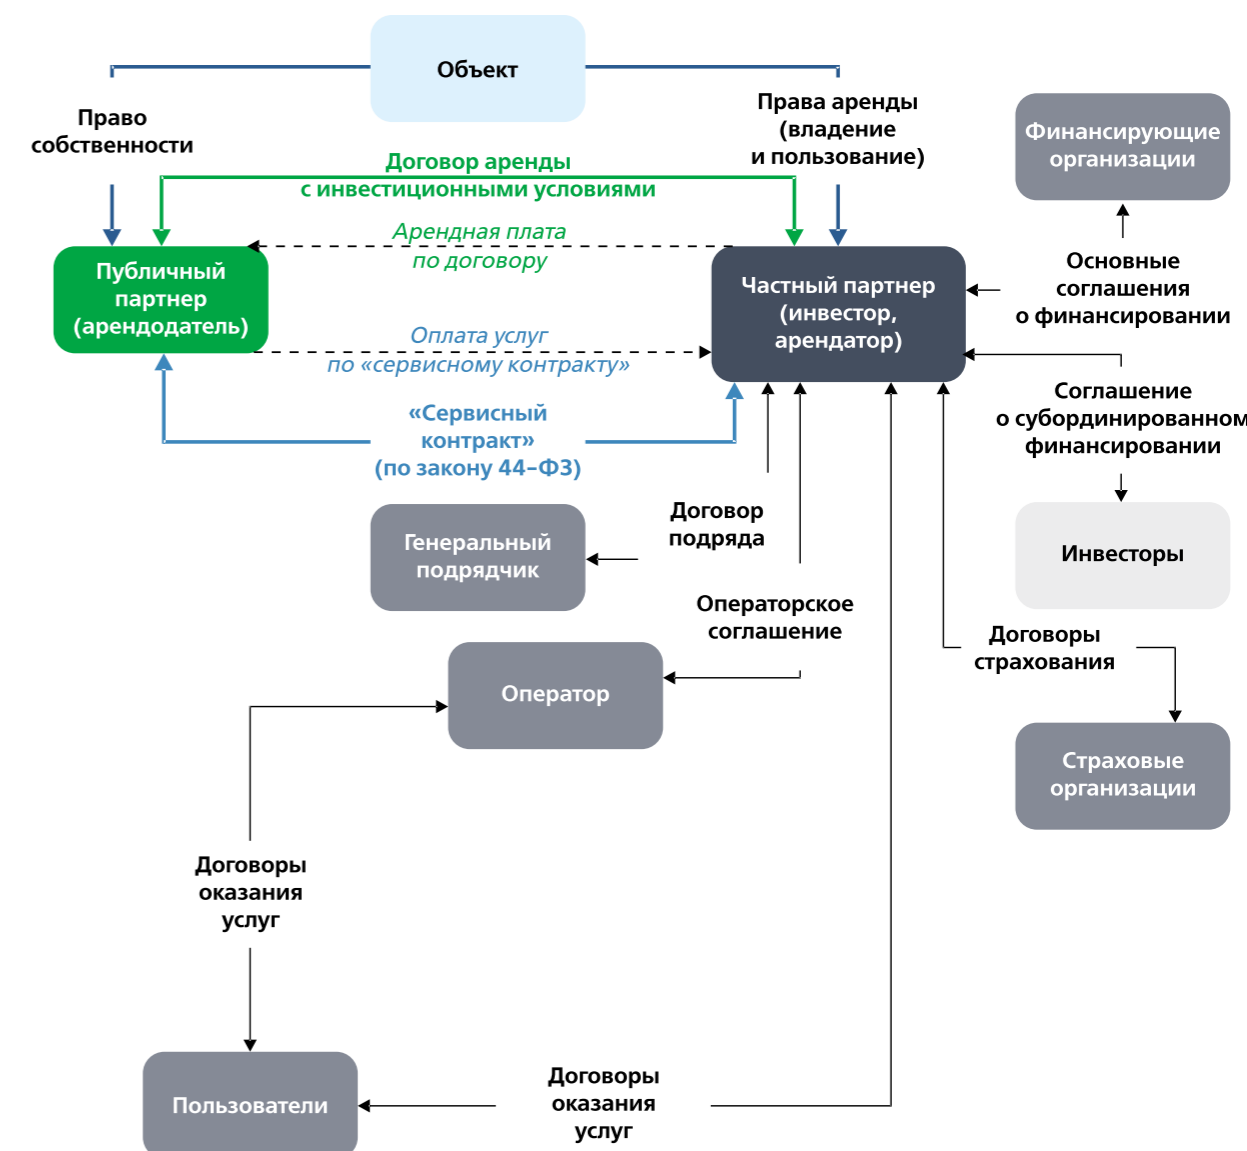 Объект
Право
собственности
Права аренды
(владение
и пользование)
Финансирующие
организации
Договор аренды
с инвестиционными условиями
Арендная плата
по договору
Публичный
партнер
(арендодатель)
Частный партнер
(инвестор,
арендатор)
Основные
соглашения
о финансировании
Оплата услуг
по «сервисному контракту»
«Сервисный
контракт»
(по закону 44–ФЗ)
Соглашение
о субординированном
финансировании
Договор
подряда
Генеральный
подрядчик
Инвесторы
Операторское
соглашение
Договоры
страхования
Оператор
Страховые
организации
Договоры
оказания
услуг
Пользователи
Договоры
оказания
услуг